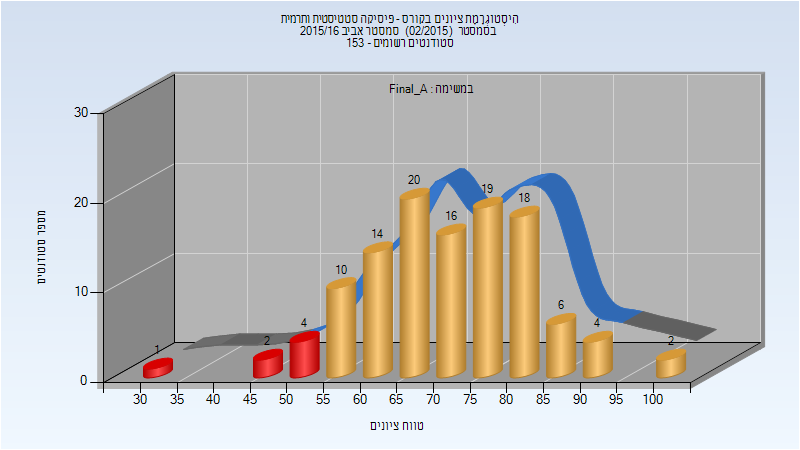 היסטוגרמת ציונים בקורס - פיסיקה סטטיסטית ותרמית
בסמסטר (02/2015) סמסטר אביב 2015/16
סטודנטים רשומים - 153
במשימה : Final_A
מספר סטודנטים
30
20
10
0
1
2
4
10
14
20
16
19
18
6
4
2
30 35 40 45 50 55 60 65 70 75 80 85 90 95 100
טווח ציונים